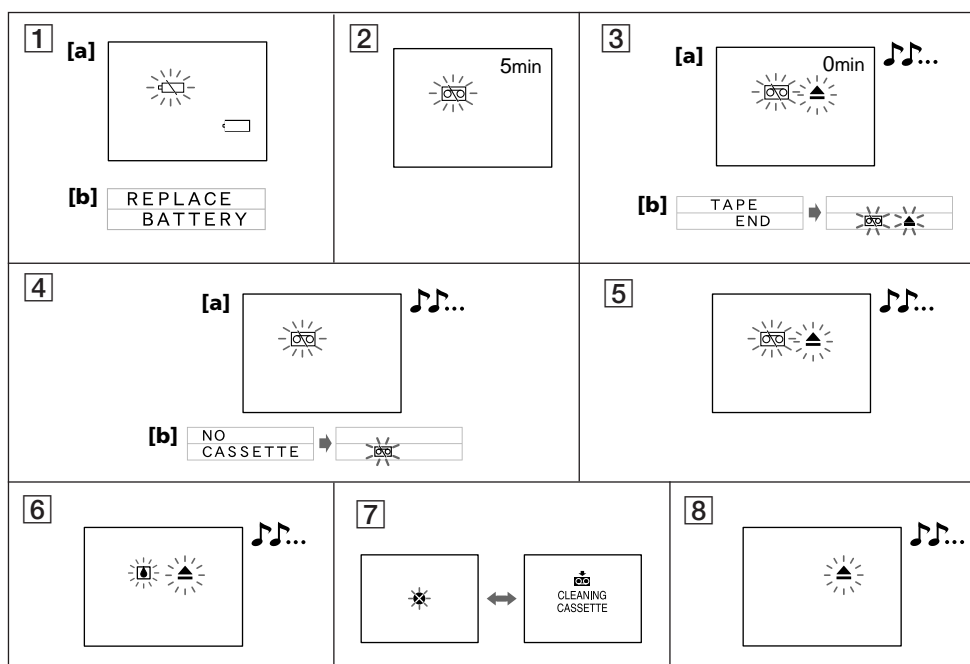 1
[a]
[b]
REPLACE
BATTERY
2
5min
3
[a]
0min
[b]
TAPE
END
4
[a]
[b]
NO
CASSETTE
5
6
7
CLEANING
CASSETTE
8